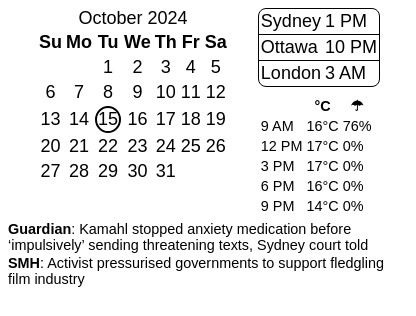 October 2024
Su Mo Tu We Th Fr Sa
1 2 3 4 5
6 7 8 9 10 11 12
13 14 15 16 17 18 19
20 21 22 23 24 25 26
27 28 29 30 31
Sydney 1 PM
Ottawa 10 PM
London 3 AM
°C ☂
9 AM 16°C 76%
12 PM 17°C 0%
3 PM 17°C 0%
6 PM 16°C 0%
9 PM 14°C 0%
Guardian: Kamahl stopped anxiety medication before
‘impulsively’ sending threatening texts, Sydney court told
SMH: Activist pressurised governments to support fledgling
film industry